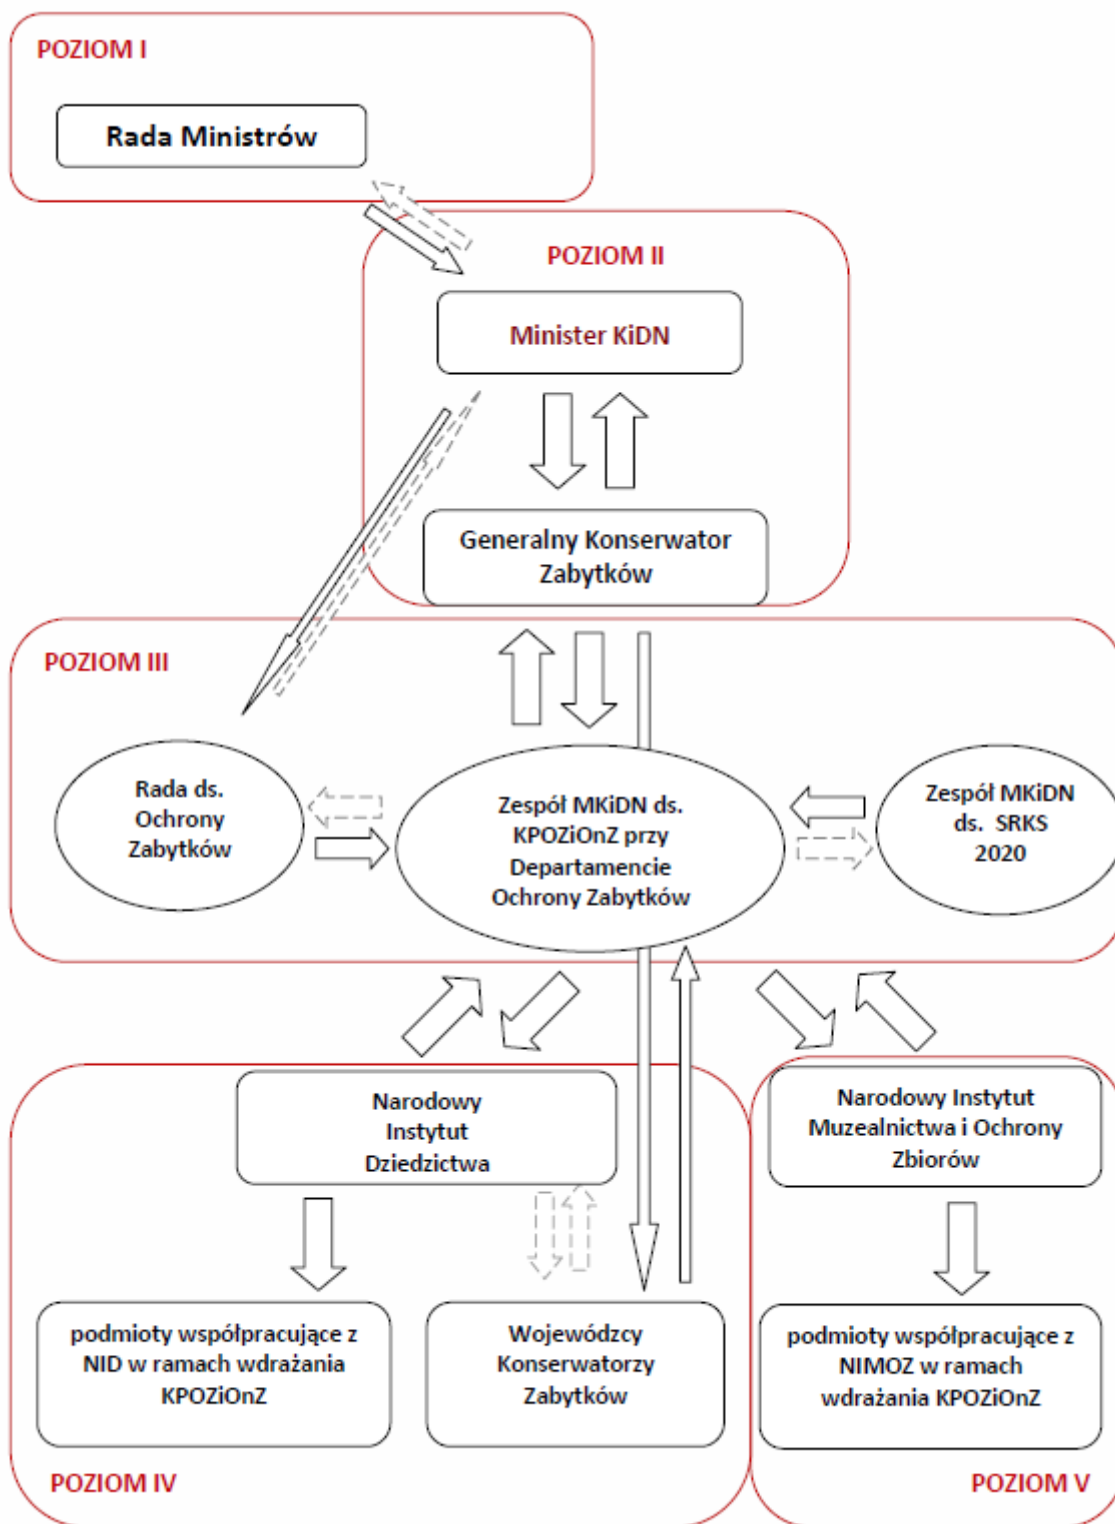 POZIOM I
Rada Ministrów
POZIOM II
Minister KiDN
Generalny Konserwator
Zabytków
POZIOM III
Rada ds.
Ochrony
Zabytków
Zespół MKiDN ds.
KPOZiOnZ przy
Departamencie
Ochrony Zabytków
Zespół MKiDN
ds. SRKS
2020
Narodowy
Instytut
Dziedzictwa
Narodowy Instytut
Muzealnictwa i Ochrony
Zbiorów
podmioty współpracujące z
NID w ramach wdrażania
KPOZiOnZ
Wojewódzcy
Konserwatorzy
Zabytków
podmioty współpracujące z
NIMOZ w ramach
wdrażania KPOZiOnZ
POZIOM IV
POZIOM V